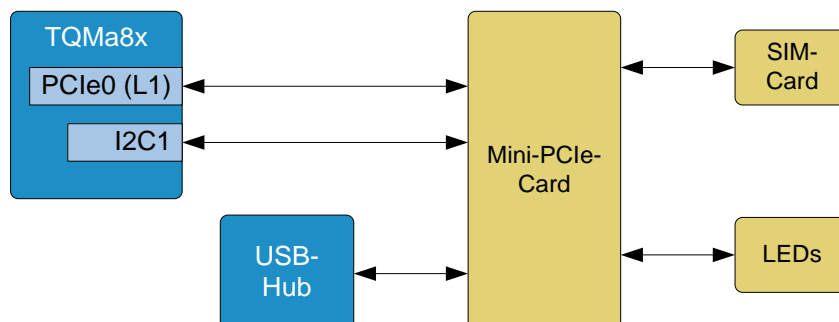 TQMa8x
PCIe0 (L1)
I2C1
USB-
Hub
Mini-PCIe-
Card
SIM-
Card
LEDs